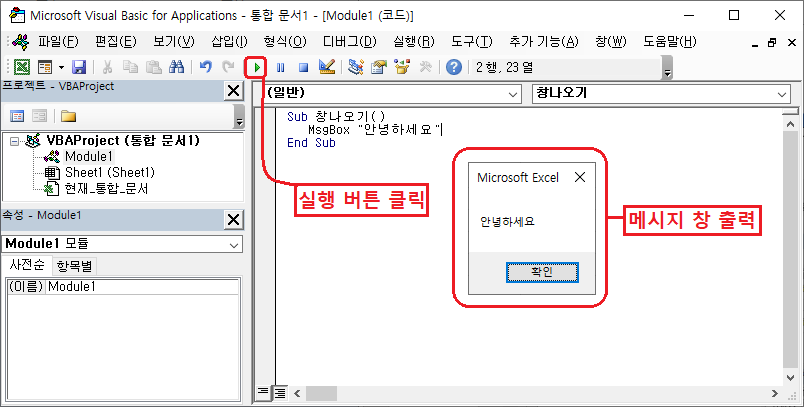 Microsoft Visual Basic for Applications - 통합 문서1 - [Module1 (코드)]
파일(F) 편집(E) 보기(V) 삽입(I) 형식(O) 디버그(D) 실행(R) 도구(T) 추가 기능(A) 창(W) 도움말(H)
2 행, 23 열
프로젝트 - VBAProject
(일반) 창나오기
Sub 창나오기()
MsgBox "안녕하세요"
End Sub
VBAProject (통합 문서1)
Module1
Sheet1 (Sheet1)
현재_통합_문서
실행 버튼 클릭
Microsoft Excel
안녕하세요
확인
메시지 창 출력
속성 - Module1
Module1 모듈
사전순 항목별
(이름) Module1